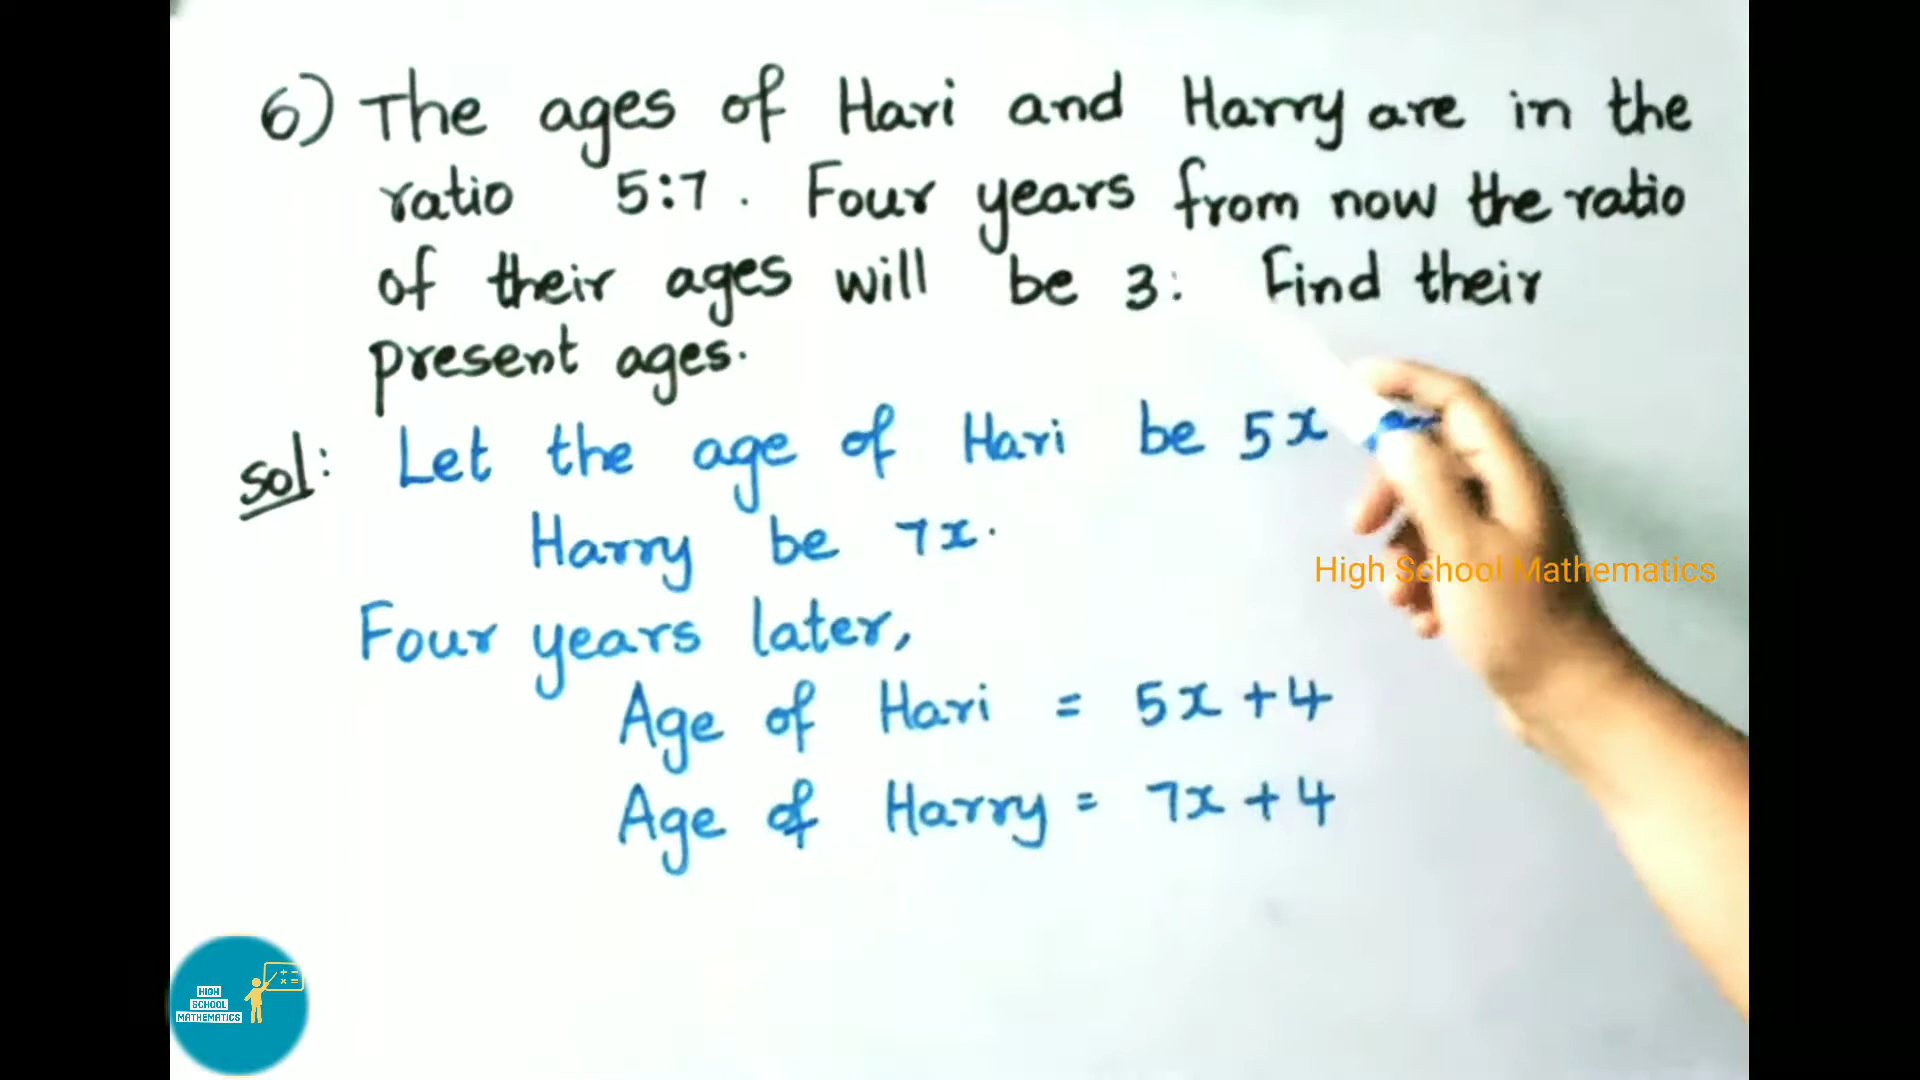 6) The ages of Hari and Harry are in the
ratio 5:7. Four years from now the ratio
of their ages will be 3: Find their
present ages.
Sol: Let the age of Hari be 5x
Harry be 7x.
Four years later,
Age of Hari = 5x + 4
Age of Harry = 7x + 4
High School Mathematics
HIGH
SCHOOL
MATHEMATICS